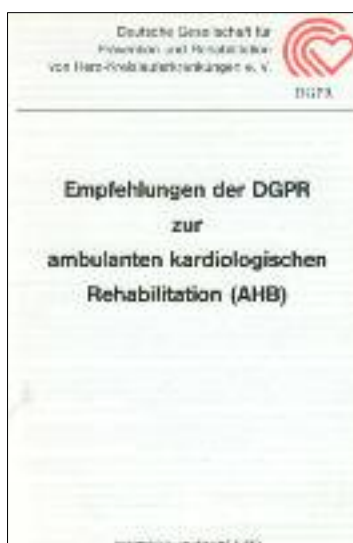 Deutsche Gesellschaft für
Prävention und Rehabilitation
von Herz-Kreislauferkrankungen e. V.
DGPR
Empfehlungen der DGPR
zur
ambulanten kardiologischen
Rehabilitation (AHB)